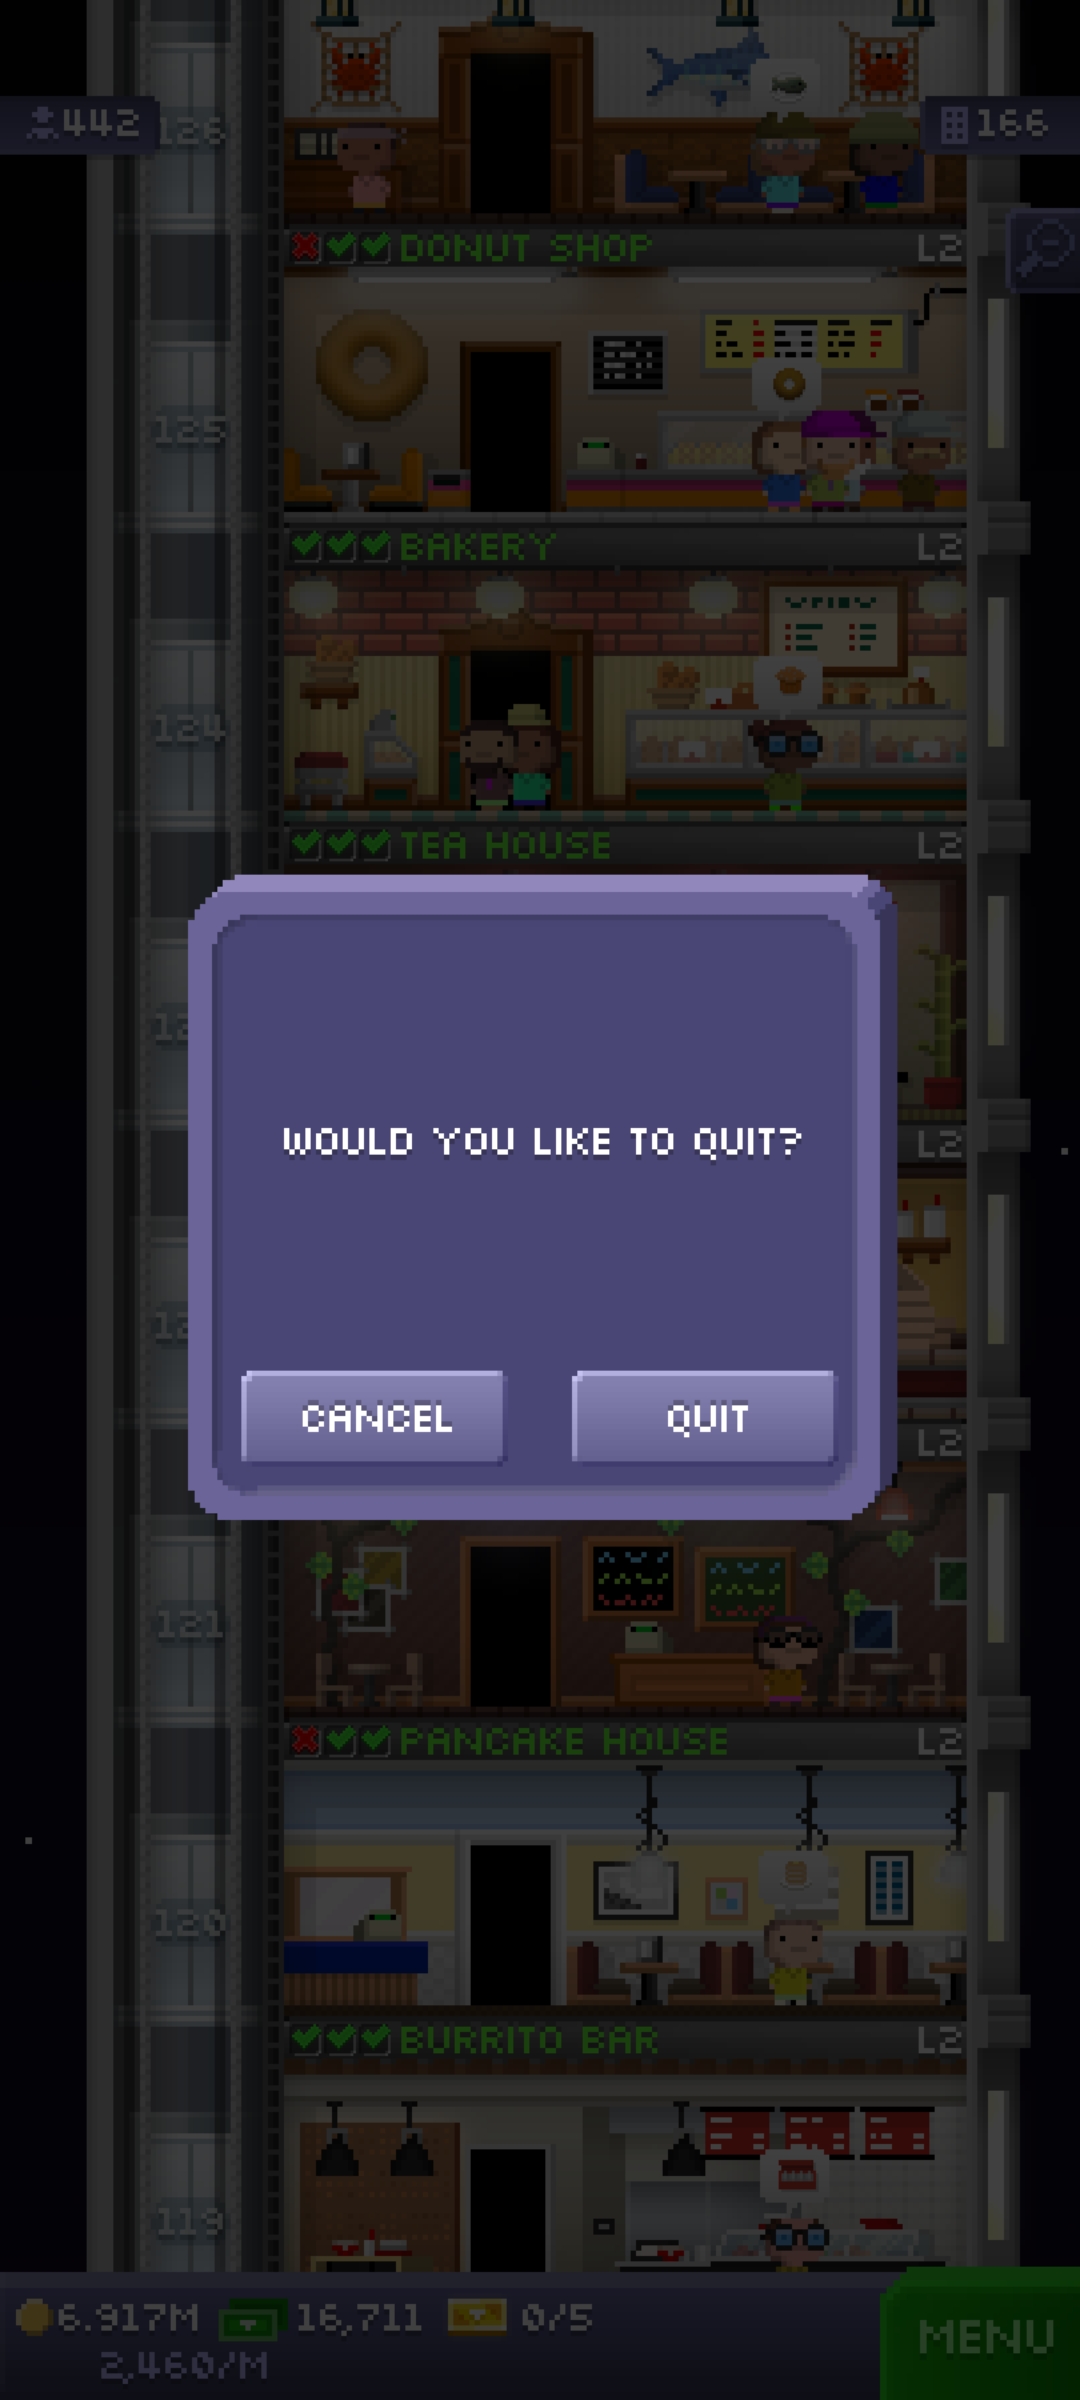 442
166
126
DONUT SHOP L2
125
BAKERY L2
124
TEA HOUSE L2
L2
WOULD YOU LIKE TO QUIT?
L2
CANCEL QUIT
121
PANCAKE HOUSE L2
120
BURRITO BAR L2
119
6.917M 16,711 0/5
2,460/M
MENU